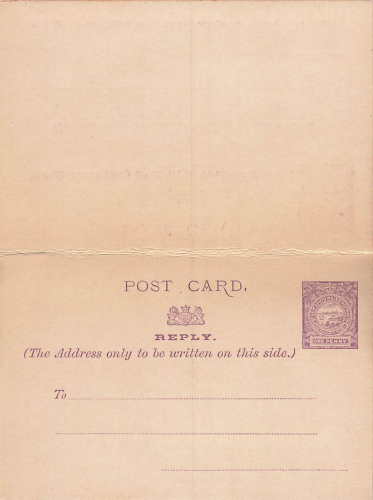 POST CARD.
REPLY.
(The Address only to be written on this side.)
To
ONE PENNY